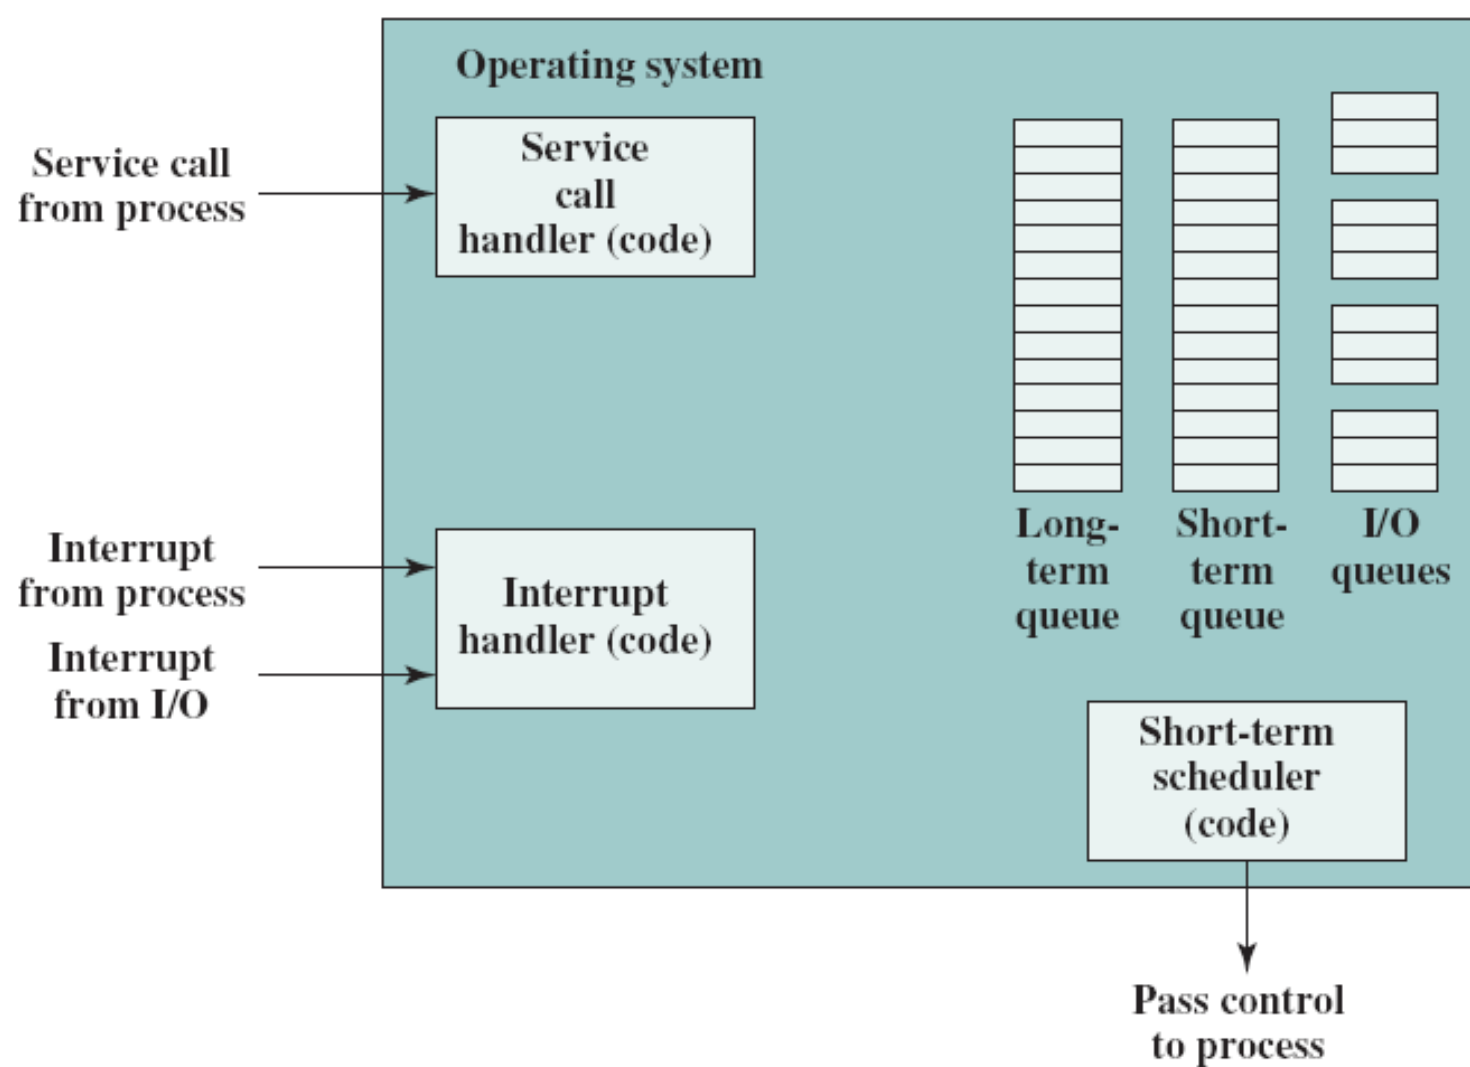 Operating system
Service call
from process
Service
call
handler (code)
Interrupt
from process
Interrupt
from I/O
Interrupt
handler (code)
Long-
term
queue
Short-
term
queue
I/O
queues
Short-term
scheduler
(code)
Pass control
to process